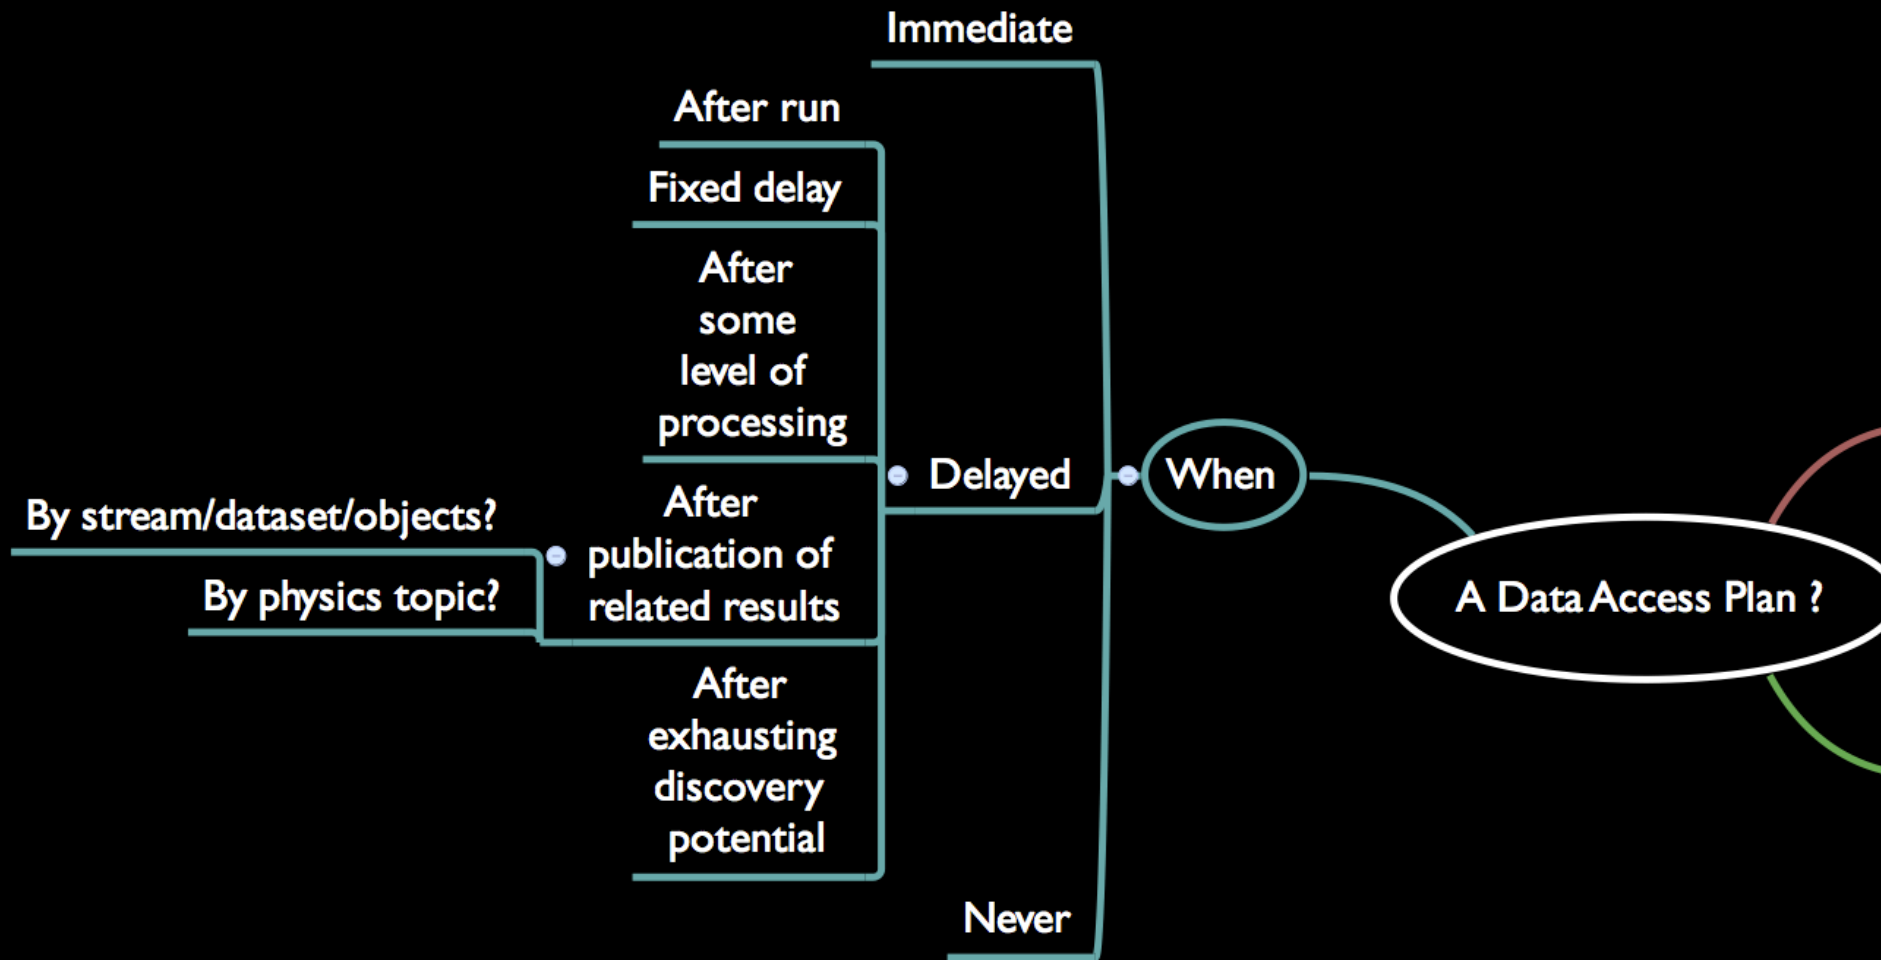 Immediate
After run
Fixed delay
After
some
level of
processing
Delayed
When
By stream/dataset/objects?
After
publication of
related results
By physics topic?
A Data Access Plan ?
After
exhausting
discovery
potential
Never